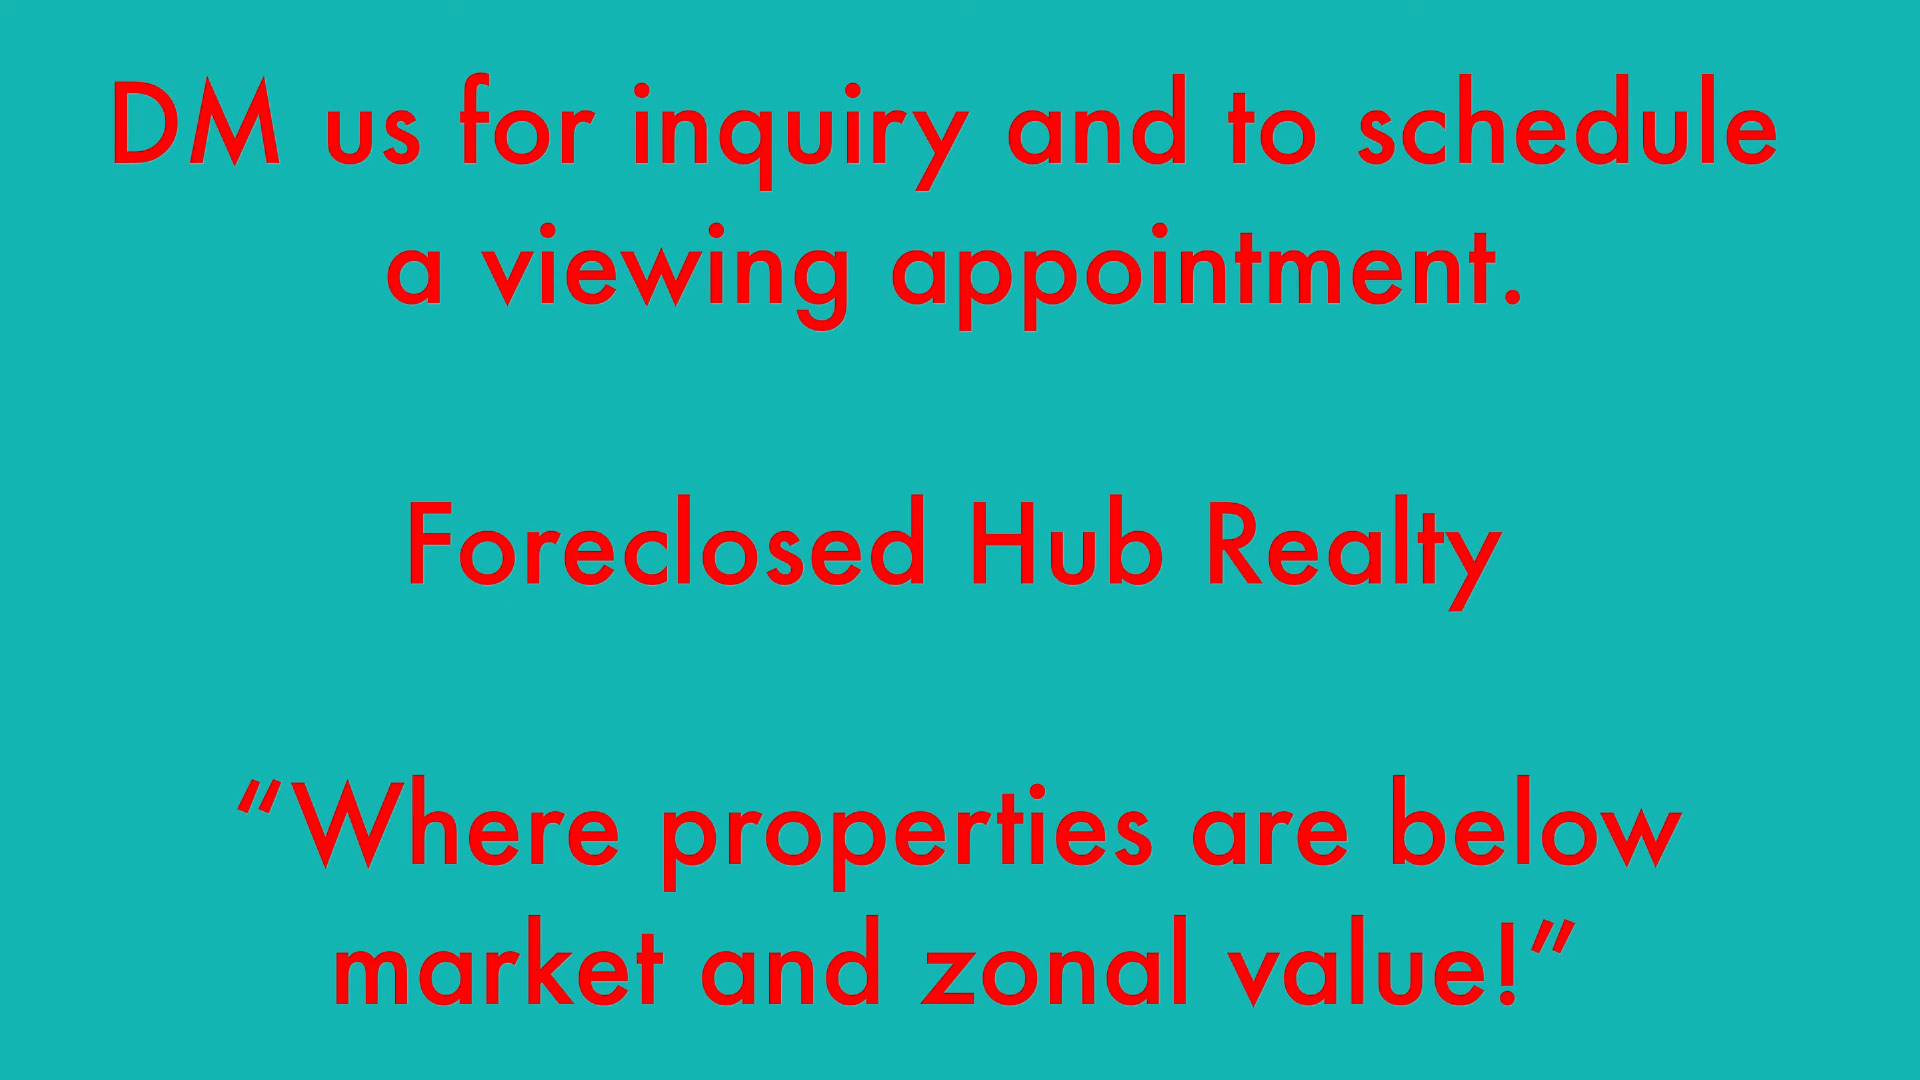 DM us for inquiry and to schedule
a viewing appointment.
Foreclosed Hub Realty
“Where properties are below
market and zonal value!”